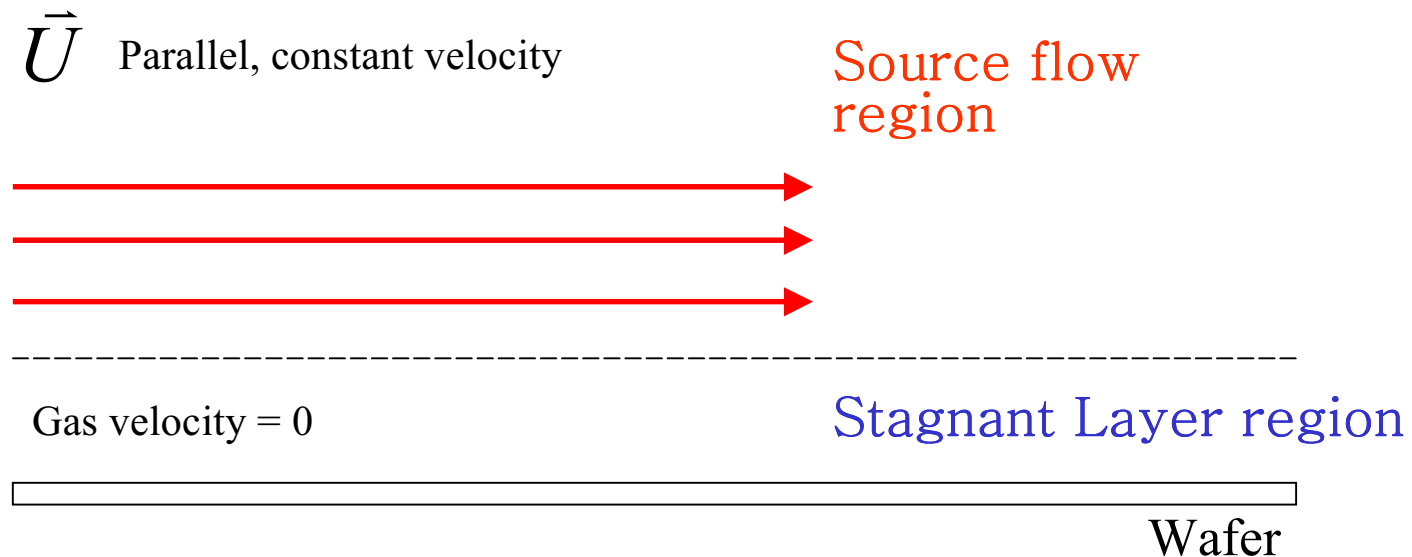 U⃗ Parallel, constant velocity
Source flow
region
Gas velocity = 0
Stagnant Layer region
Wafer